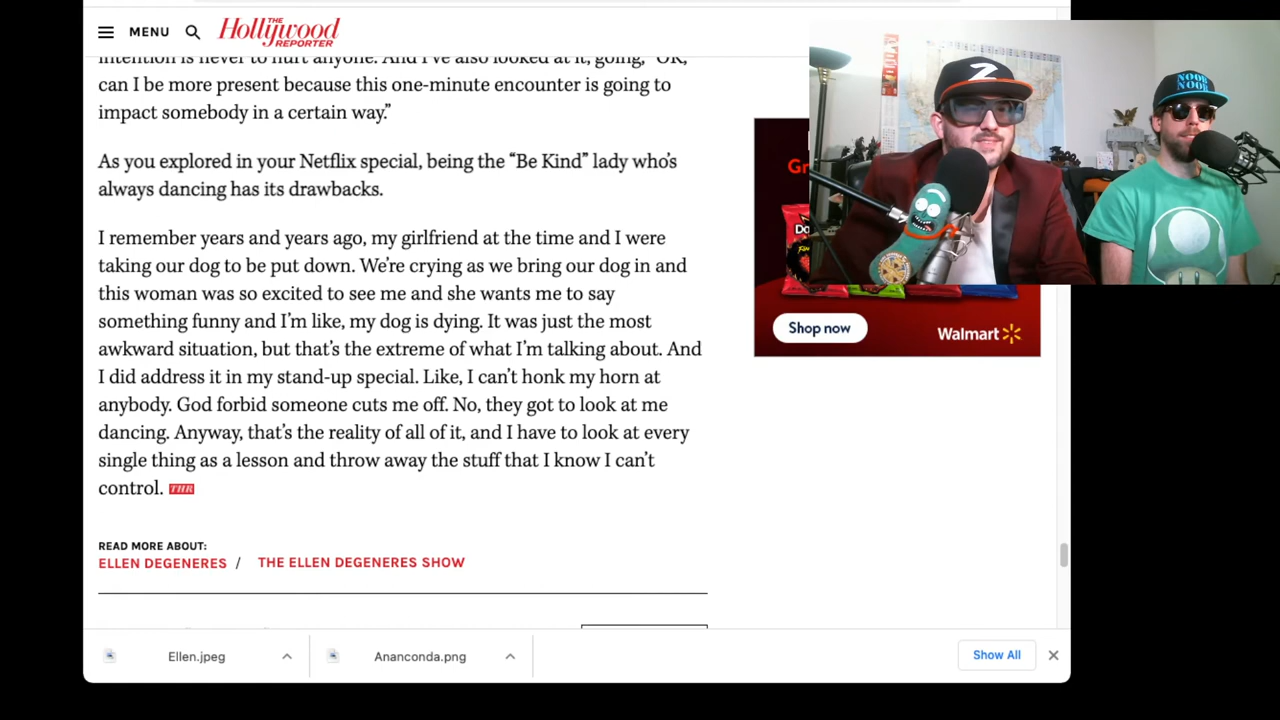 MENU
THE
Hollywood
REPORTER
intention is never to hurt anyone. And I've also looked at it, going, “OK,
can I be more present because this one-minute encounter is going to
impact somebody in a certain way.”
As you explored in your Netflix special, being the “Be Kind” lady who’s
always dancing has its drawbacks.
I remember years and years ago, my girlfriend at the time and I were
taking our dog to be put down. We’re crying as we bring our dog in and
this woman was so excited to see me and she wants me to say
something funny and I’m like, my dog is dying. It was just the most
awkward situation, but that’s the extreme of what I’m talking about. And
I did address it in my stand-up special. Like, I can’t honk my horn at
anybody. God forbid someone cuts me off. No, they got to look at me
dancing. Anyway, that’s the reality of all of it, and I have to look at every
single thing as a lesson and throw away the stuff that I know I can’t
control. THR
READ MORE ABOUT:
ELLEN DEGENERES / THE ELLEN DEGENERES SHOW
Shop now
Walmart
Z
NOOB
NOOB
Ellen.jpeg
Ananconda.png
Show All